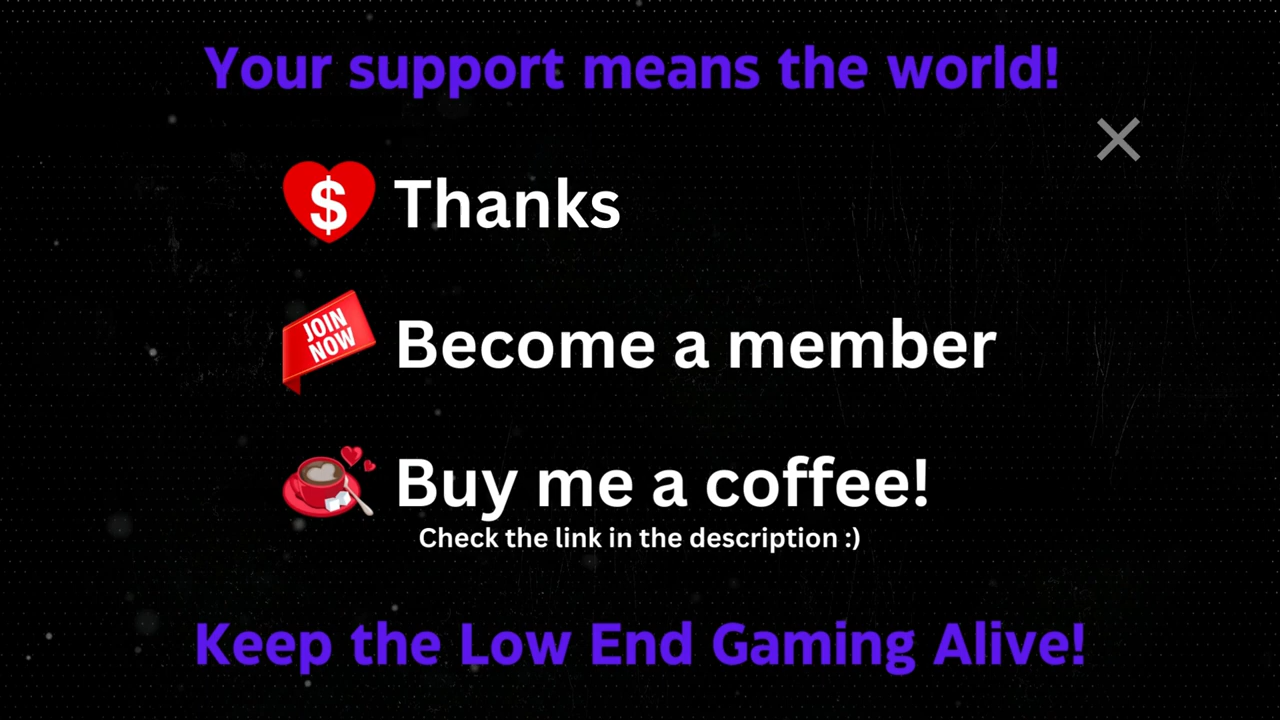 Your support means the world!
$ Thanks
JOIN
NOW
Become a member
Buy me a coffee!
Check the link in the description :)
Keep the Low End Gaming Alive!